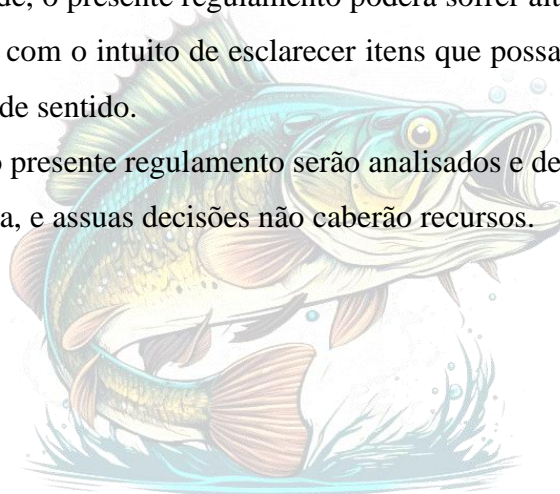 de, o presente regulamento poderá sofrer alt
com o intuito de esclarecer itens que possa
de sentido.
o presente regulamento serão analisados e de
a, e assuas decisões não caberão recursos.